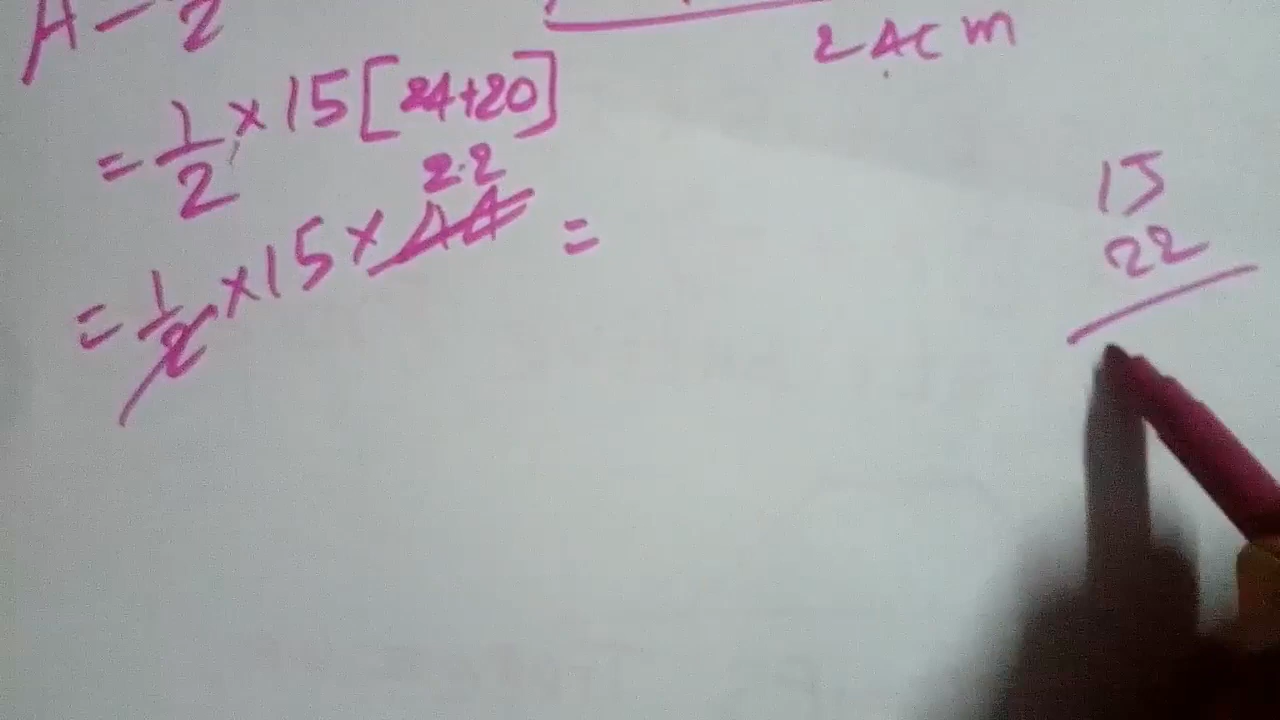 A - 2
24cm
= 1/2 × 15 [24+20]
22
= 1/2 × 15 × 44 =
15
22